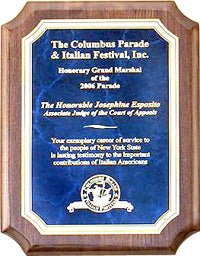 The Columbus Parade
& Italian Festival, Inc.
Honorary Grand Marshal
of the
2006 Parade
The Honorable Josephine Esposito
Associate Judge of the Court of Appeals
Your exemplary career of service to
the people of New York State
is lasting testimony to the important
contributions of Italian Americans